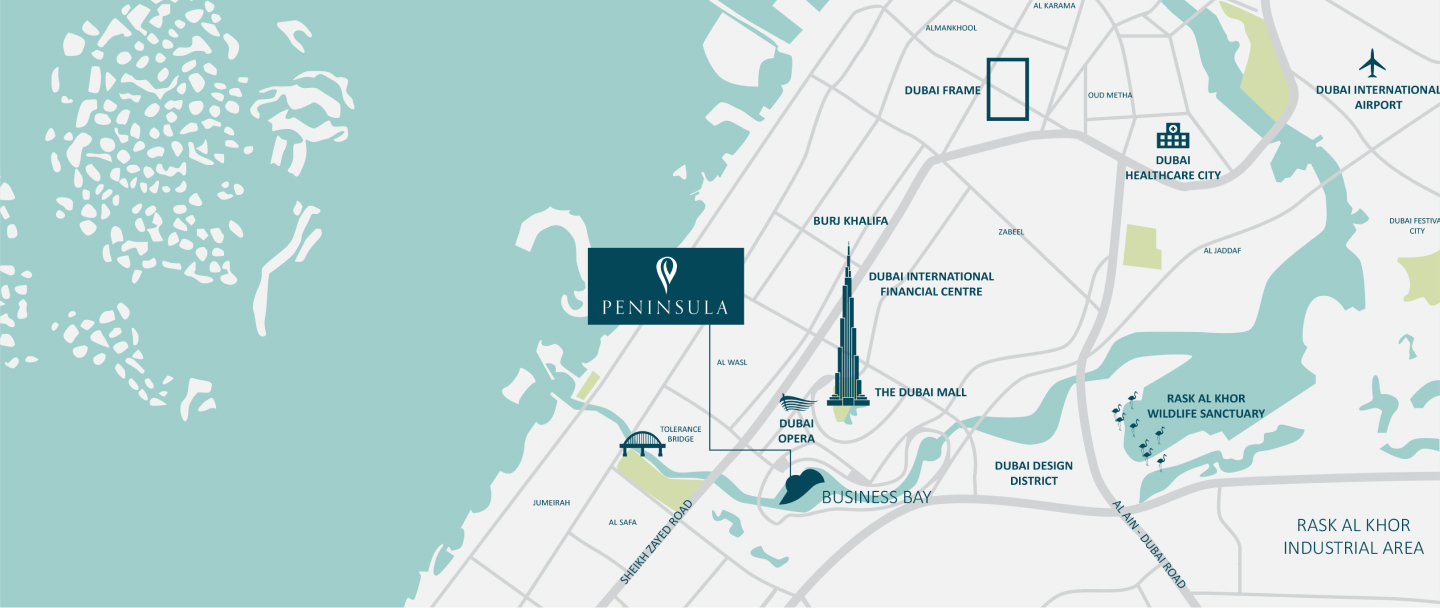 AL KARAMA
ALMANKHOOL
DUBAI FRAME
OUD METHA
DUBAI INTERNATIONAL
AIRPORT
DUBAI
HEALTHCARE CITY
BURJ KHALIFA
ZABEEL
DUBAI FESTIVA
CITY
AL JADDAF
DUBAI INTERNATIONAL
FINANCIAL CENTRE
PENINSULA
AL WASL
THE DUBAI MALL
RASK AL KHOR
WILDLIFE SANCTUARY
DUBAI
OPERA
TOLERANCE
BRIDGE
DUBAI DESIGN
DISTRICT
BUSINESS BAY
JUMEIRAH
AL SAFA
SHEIKH ZAYED ROAD
AL AIN - DUBAI ROAD
RASK AL KHOR
INDUSTRIAL AREA